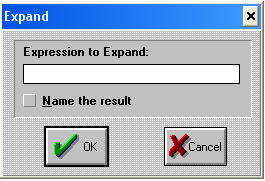 Expand
Expression to Expand:
Name the result
OK
Cancel